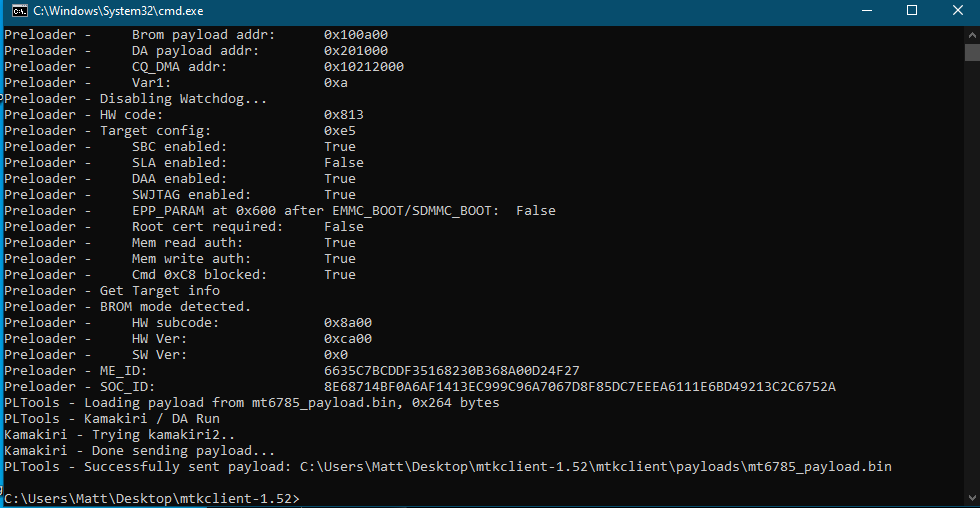 C:\Windows\System32\cmd.exe
Preloader - Brom payload addr: 0x100a00
Preloader - DA payload addr: 0x201000
Preloader - CQ_DMA addr: 0x10212000
Preloader - Var1: 0xa
Preloader - Disabling Watchdog...
Preloader - HW code: 0x813
Preloader - Target config: 0xe5
Preloader - SBC enabled: True
Preloader - SLA enabled: False
Preloader - DAA enabled: True
Preloader - SWJTAG enabled: True
Preloader - EPP_PARAM at 0x600 after EMMC_BOOT/SDMMC_BOOT: False
Preloader - Root cert required: False
Preloader - Mem read auth: True
Preloader - Mem write auth: True
Preloader - Cmd 0xC8 blocked: True
Preloader - Get Target info
Preloader - BROM mode detected.
Preloader - HW subcode: 0x8a00
Preloader - HW Ver: 0xca00
Preloader - SW Ver: 0x0
Preloader - ME_ID: 6635C7BCDDF35168230B368A00D24F27
Preloader - SOC_ID: 8E68714BF0A6AF1413EC999C96A7067D8F85DC7EEEA6111E6BD49213C2C6752A
PLTools - Loading payload from mt6785_payload.bin, 0x264 bytes
PLTools - Kamakiri / DA Run
Kamakiri - Trying kamakiri2..
Kamakiri - Done sending payload...
PLTools - Successfully sent payload: C:\Users\Matt\Desktop\mtkclient-1.52\mtkclient\payloads\mt6785_payload.bin
C:\Users\Matt\Desktop\mtkclient-1.52>